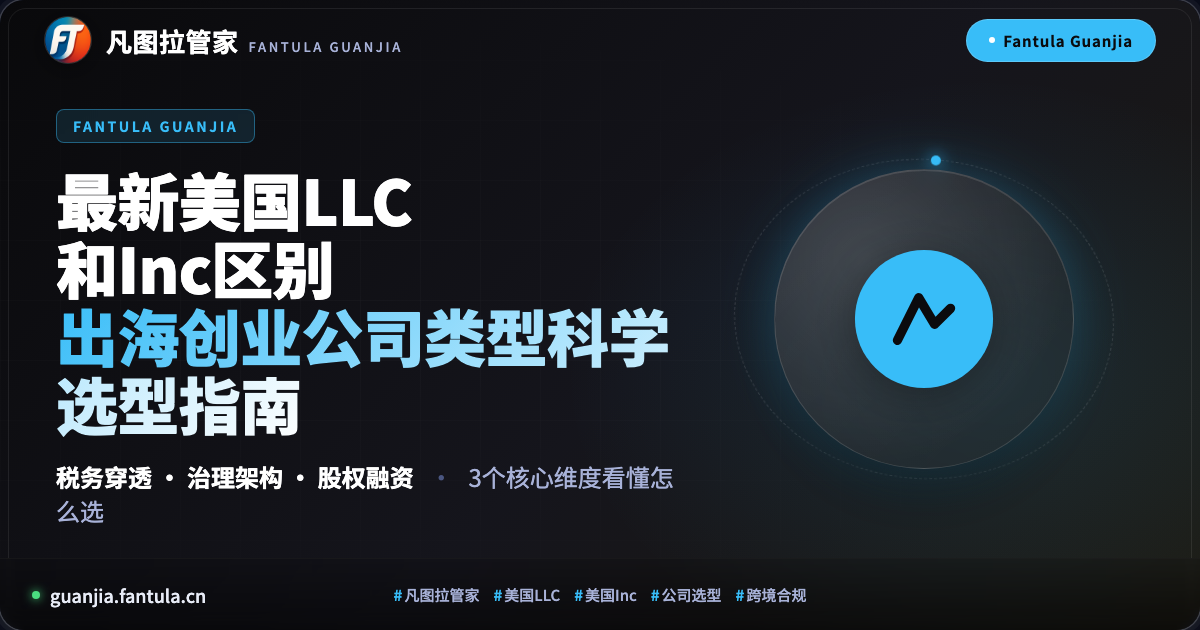 FT 凡图拉管家 FANTULA GUANJIA
Fantula Guanjia
FANTULA GUANJIA
最新美国LLC
和Inc区别
出海创业公司类型科学
选型指南
税务穿透 · 治理架构 · 股权融资 · 3个核心维度看懂怎
么选
guanjia.fantula.cn
#凡图拉管家 #美国LLC #美国Inc #公司选型 #跨境合规